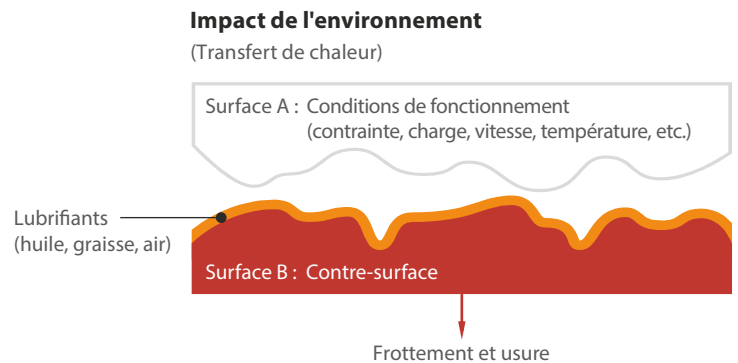 Impact de l'environnement
(Transfert de chaleur)
Surface A : Conditions de fonctionnement
(contrainte, charge, vitesse, température, etc.)
Lubrifiants
(huile, graisse, air)
Surface B : Contre-surface
Frottement et usure